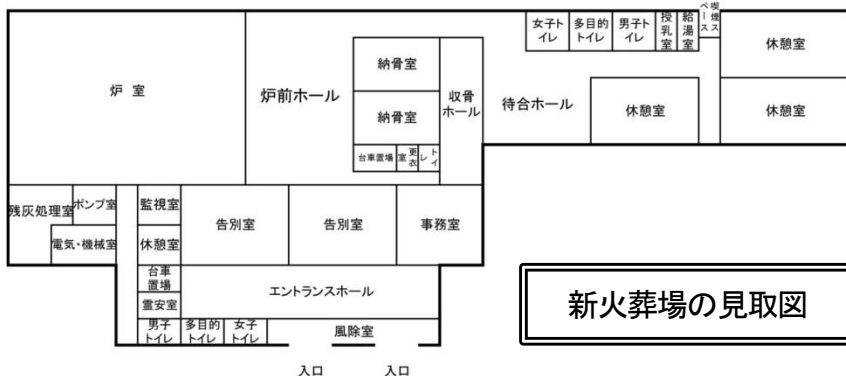 女子ト
イレ
多目的
トイレ
男子ト
イレ
授
乳
室
給
湯
室
喫煙ス
ペース
休憩室
炉 室
炉前ホール
納骨室
収骨
ホール
待合ホール
休憩室
休憩室
納骨室
台車置場
更衣
室
トイ
レ
残灰処理室
ポンプ室
監視室
告別室
告別室
事務室
電気・機械室
休憩室
台車
置場
エントランスホール
霊安室
男子
トイレ
多目的
トイレ
女子
トイレ
風除室
入口
入口
新火葬場の見取図